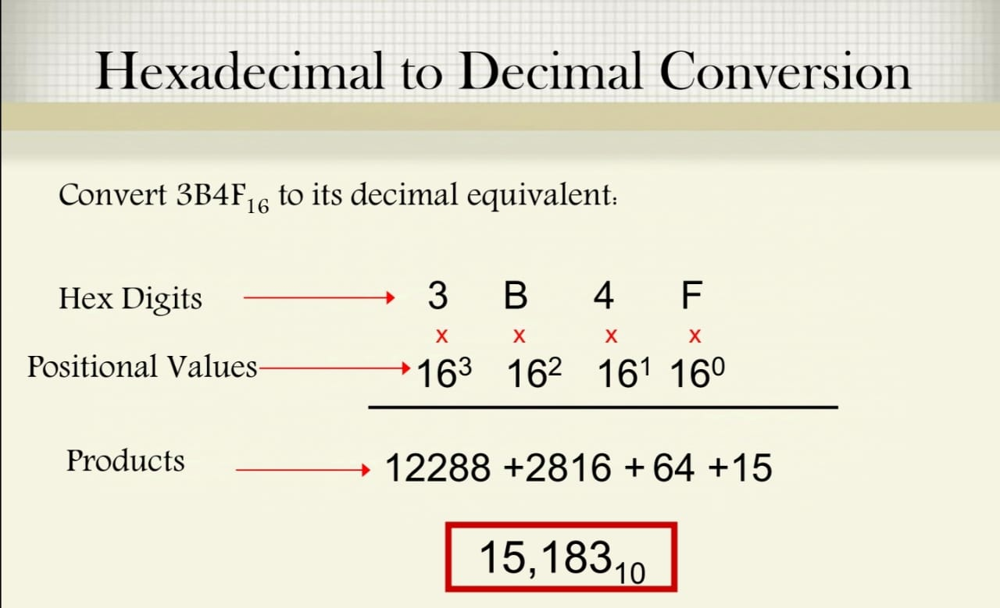 Hexadecimal to Decimal Conversion
Convert 3B4F₁₆ to its decimal equivalent:
Hex Digits 3 B 4 F
x x x x
Positional Values 16³ 16² 16¹ 16⁰
Products 12288 +2816 + 64 +15
15,183₁₀